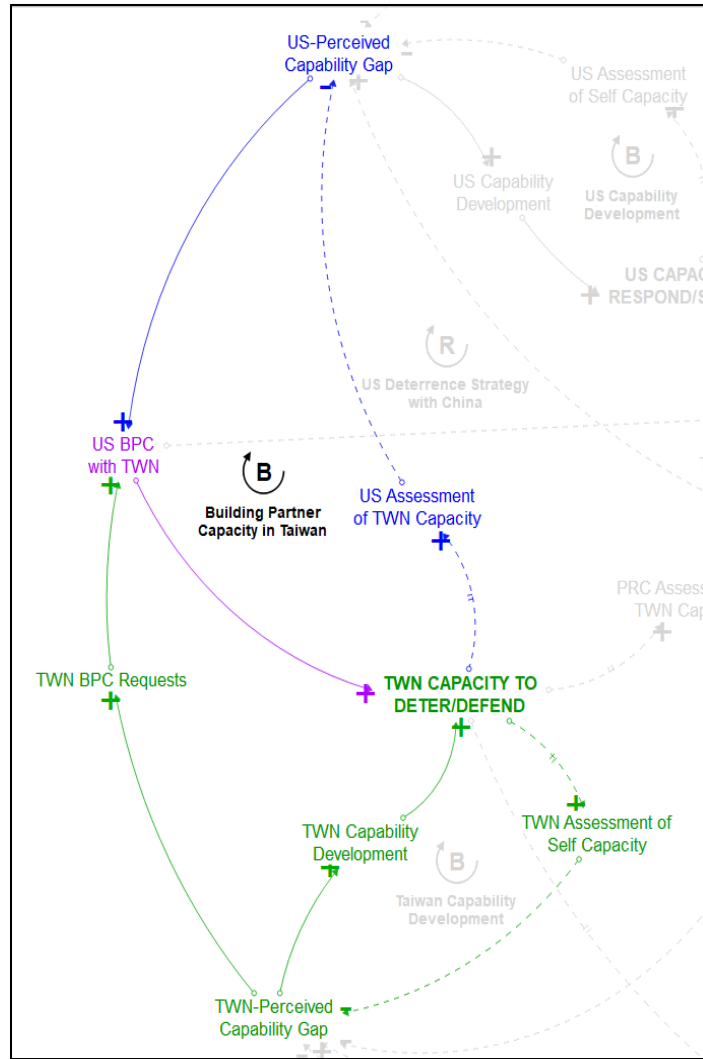 US-Perceived
Capability Gap
US Assessment
of Self Capacity
B
US Capability
Development
US Capability
Development
US
RESPOND/
R
US Deterrence Strategy
with China
US BPC
with TWN
B
Building Partner
Capacity in Taiwan
US Assessment
of TWN Capacity
PRC
TWN
TWN BPC Requests
TWN CAPACITY TO
DETER/DEFEND
TWN Capability
Development
TWN Assessment of
Self Capacity
B
Taiwan Capability
Development
TWN-Perceived
Capability Gap